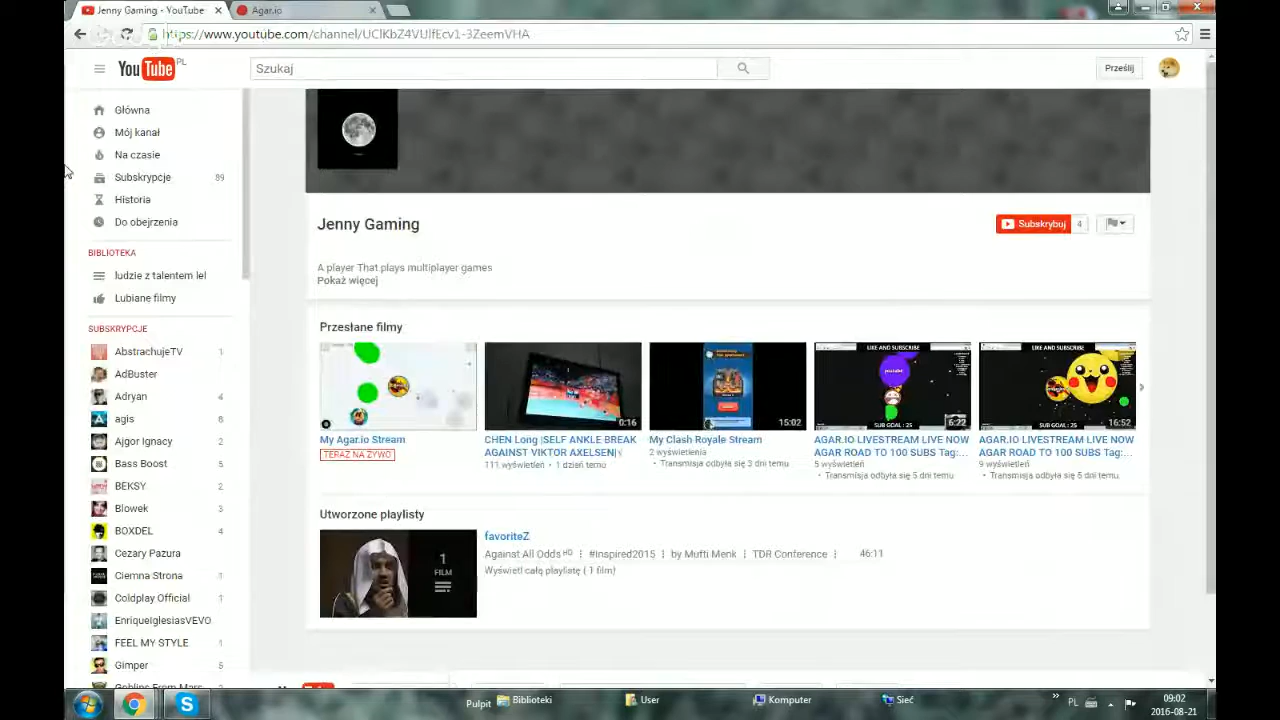 Jenny Gaming - YouTube
Agar.io
https://www.youtube.com/channel/UClKbZ4VUlfEcv1-3ZeemVHA
YouTube PL
Szukaj
Prześlij
Główna
Mój kanał
Na czasie
Subskrypcje 89
Historia
Do obejrzenia
BIBLIOTEKA
ludzie z talentem lel
Lubiane filmy
SUBSKRYPCJE
AbstrachujeTV 1
AdBuster
Adryan 4
agis 8
Ajgor Ignacy 2
Bass Boost 5
BEKSY 2
Blowek 3
BOXDEL 4
Cezary Pazura
Ciemna Strona 1
Coldplay Official 1
EnriqueIglesiasVEVO
FEEL MY STYLE 1
Gimper 5
Goblins From Mars
Jenny Gaming
Subskrybuj 4
A player That plays multiplayer games
Pokaż więcej
Przesłane filmy
My Agar.io Stream
TERAZ NA ŻYWO
0:16
CHEN Long |SELF ANKLE BREAK
AGAINST VIKTOR AXELSEN|
111 wyświetleń • 1 dzień temu
15:02
My Clash Royale Stream
2 wyświetlenia
• Transmisja odbyła się 3 dni temu
LIKE AND SUBSCRIBE
youtube
SUB GOAL : 25
6:22
AGAR.IO LIVESTREAM LIVE NOW
AGAR ROAD TO 100 SUBS Tag:...
5 wyświetleń
• Transmisja odbyła się 5 dni temu
LIKE AND SUBSCRIBE
SUB GOAL : 25
16:52
AGAR.IO LIVESTREAM LIVE NOW
AGAR ROAD TO 100 SUBS Tag:...
9 wyświetleń
• Transmisja odbyła się 5 dni temu
Utworzone playlisty
1
FILM
favoriteZ
Against All Odds HD ⋮ #Inspired2015 ⋮ by Mufti Menk ⋮ TDR Conference ⋮ 46:11
Wyświetl całą playlistę ( 1 film)
Pulpit
Biblioteki
User
Komputer
Sieć
PL
09:02
2016-08-21